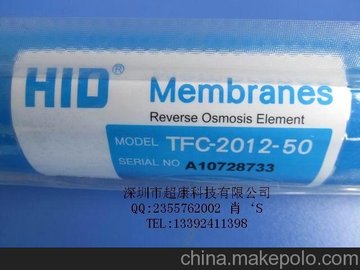 HID® Membranes
Reverse Osmosis Element
MODEL TFC-2012-50
SERIAL NO A10728733
深圳市超康科技有限公司
QQ:2355762002 肖‘S
TEL:13392411398
china.makepolo.com